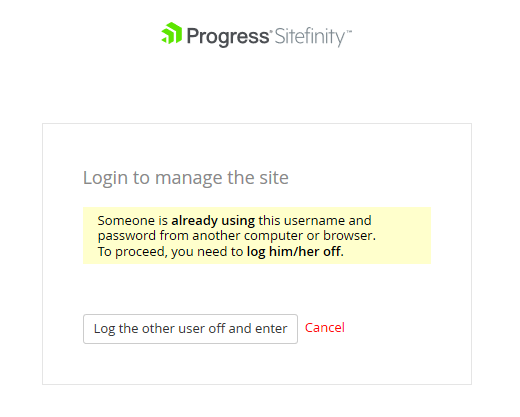 Progress® Sitefinity™
Login to manage the site
Someone is already using this username and
password from another computer or browser.
To proceed, you need to log him/her off.
Log the other user off and enter Cancel